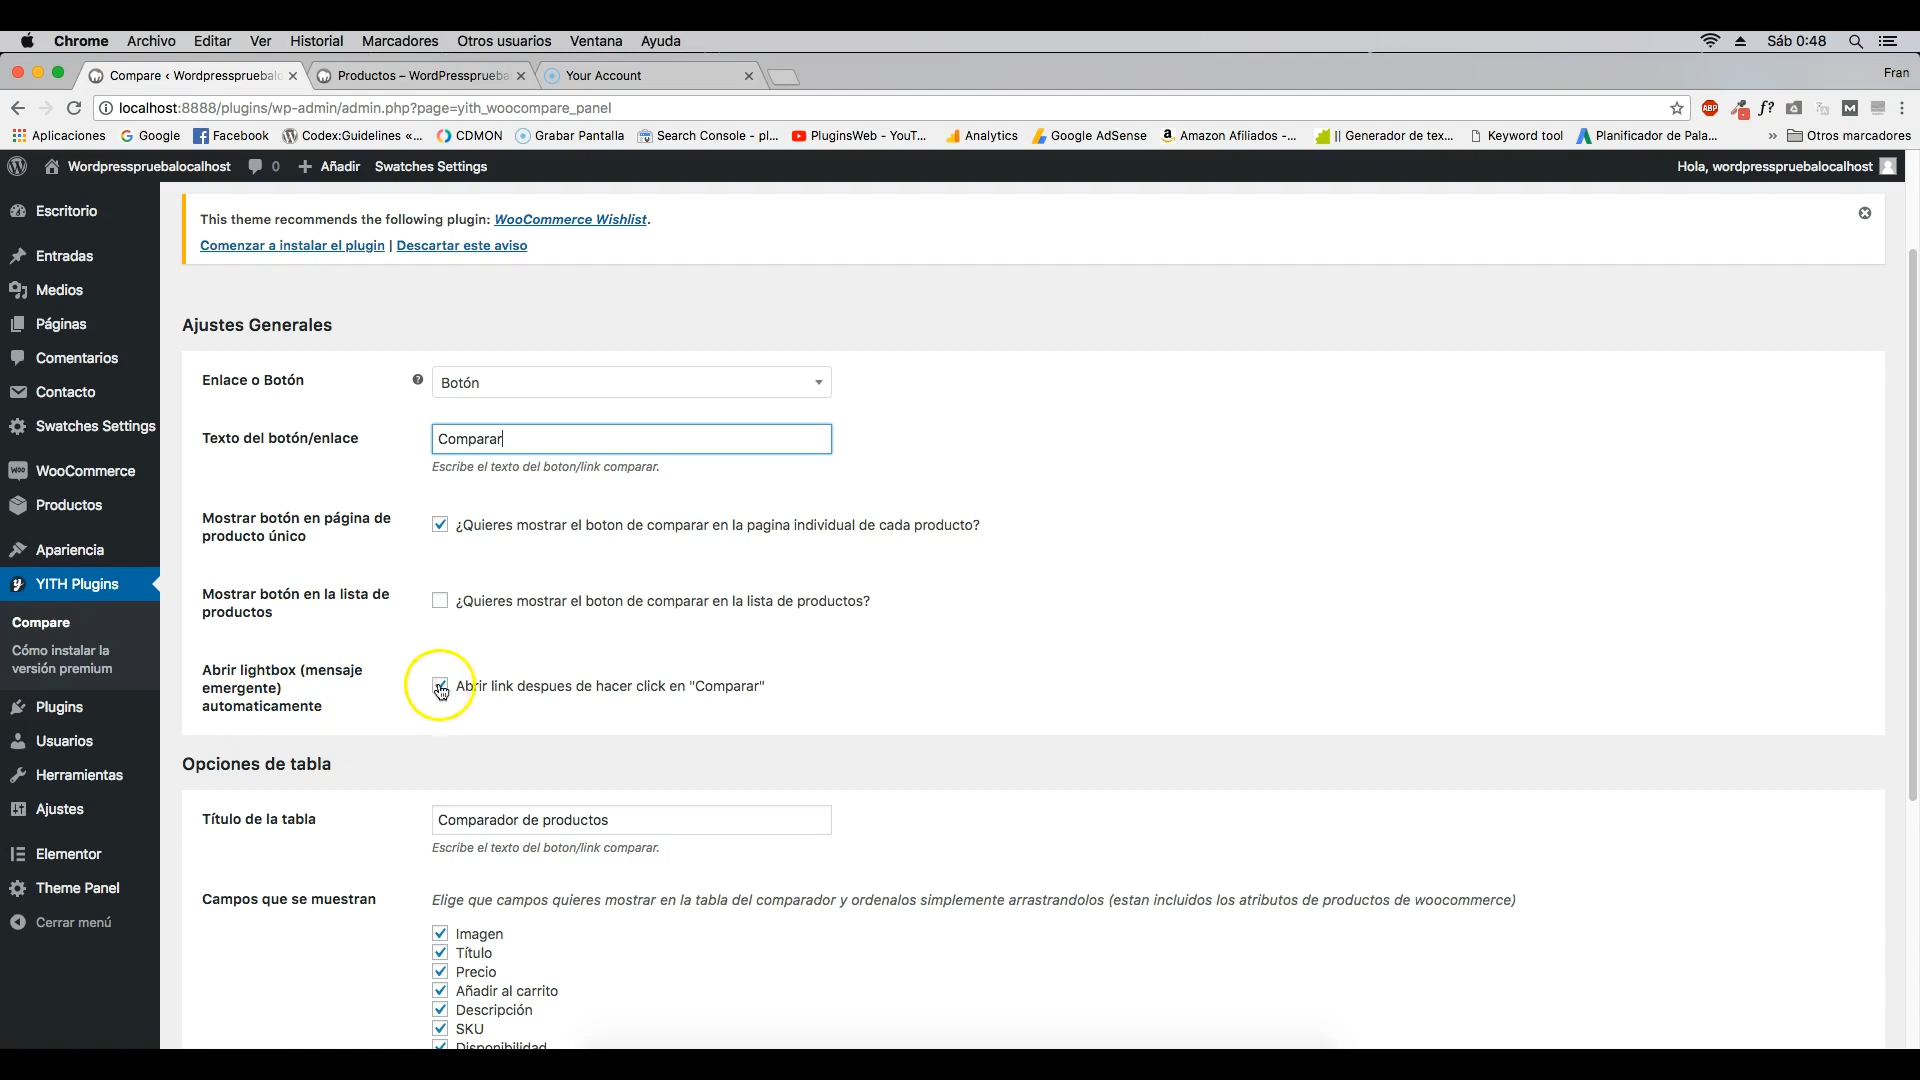 Chrome Archivo Editar Ver Historial Marcadores Otros usuarios Ventana Ayuda Sáb 0:48
Compare ‹ Wordpresspruebalo Productos – WordPressprueba Your Account Fran
localhost:8888/plugins/wp-admin/admin.php?page=yith_woocompare_panel ABP f? M
Aplicaciones Google Facebook Codex:Guidelines «... CDMON Grabar Pantalla Search Console - pl... PluginsWeb - YouT... Analytics Google AdSense Amazon Afiliados -... || Generador de tex... Keyword tool Planificador de Pala... » Otros marcadores
Wordpresspruebalocalhost 0 Añadir Swatches Settings Hola, wordpresspruebalocalhost
Escritorio
Entradas
Medios
Páginas
Comentarios
Contacto
Swatches Settings
WooCommerce
Productos
Apariencia
YITH Plugins
Compare
Cómo instalar la
versión premium
Plugins
Usuarios
Herramientas
Ajustes
Elementor
Theme Panel
Cerrar menú
This theme recommends the following plugin: WooCommerce Wishlist.
Comenzar a instalar el plugin | Descartar este aviso
Ajustes Generales
Enlace o Botón Botón
Texto del botón/enlace Comparar
Escribe el texto del boton/link comparar.
Mostrar botón en página de
producto único
¿Quieres mostrar el boton de comparar en la pagina individual de cada producto?
Mostrar botón en la lista de
productos
¿Quieres mostrar el boton de comparar en la lista de productos?
Abrir lightbox (mensaje
emergente)
automaticamente
Abrir link despues de hacer click en "Comparar"
Opciones de tabla
Título de la tabla Comparador de productos
Escribe el texto del boton/link comparar.
Campos que se muestran Elige que campos quieres mostrar en la tabla del comparador y ordenalos simplemente arrastrandolos (estan incluidos los atributos de productos de woocommerce)
Imagen
Título
Precio
Añadir al carrito
Descripción
SKU
Disponibilidad